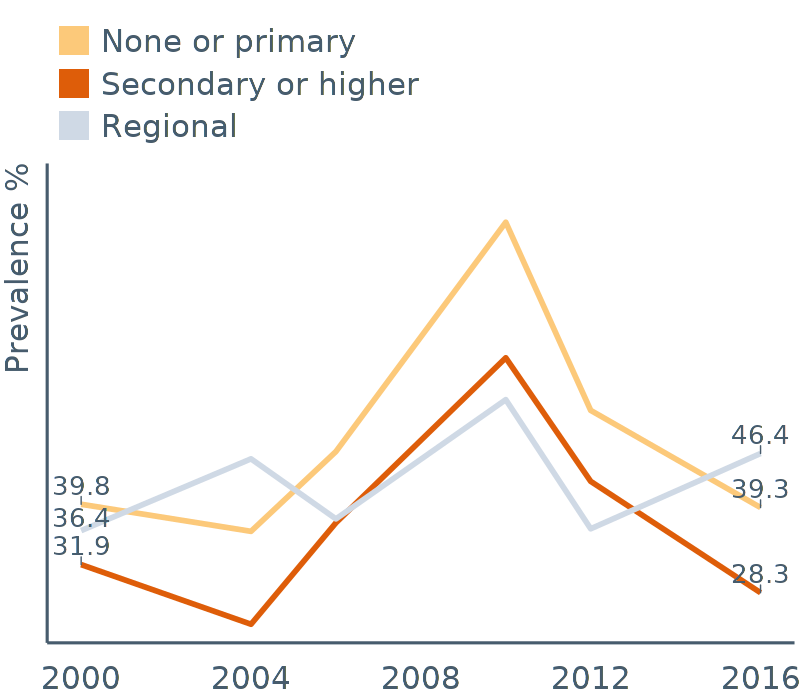 None or primary
Secondary or higher
Regional
Prevalence %
39.8
36.4
31.9
46.4
39.3
28.3
2000 2004 2008 2012 2016